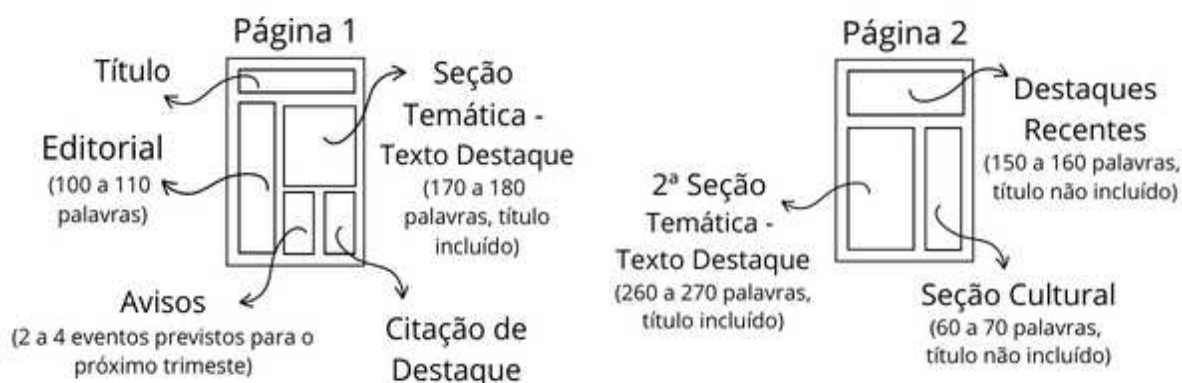 Página 1
Título
Editorial
(100 a 110
palavras)
Seção
Temática -
Texto Destaque
(170 a 180
palavras, título
incluído)
Avisos
(2 a 4 eventos previstos para o
próximo trimeste)
Citação de
Destaque
Página 2
Destaques
Recentes
(150 a 160 palavras,
título não incluído)
2ª Seção
Temática -
Texto Destaque
(260 a 270 palavras,
título incluído)
Seção Cultural
(60 a 70 palavras,
título não incluído)